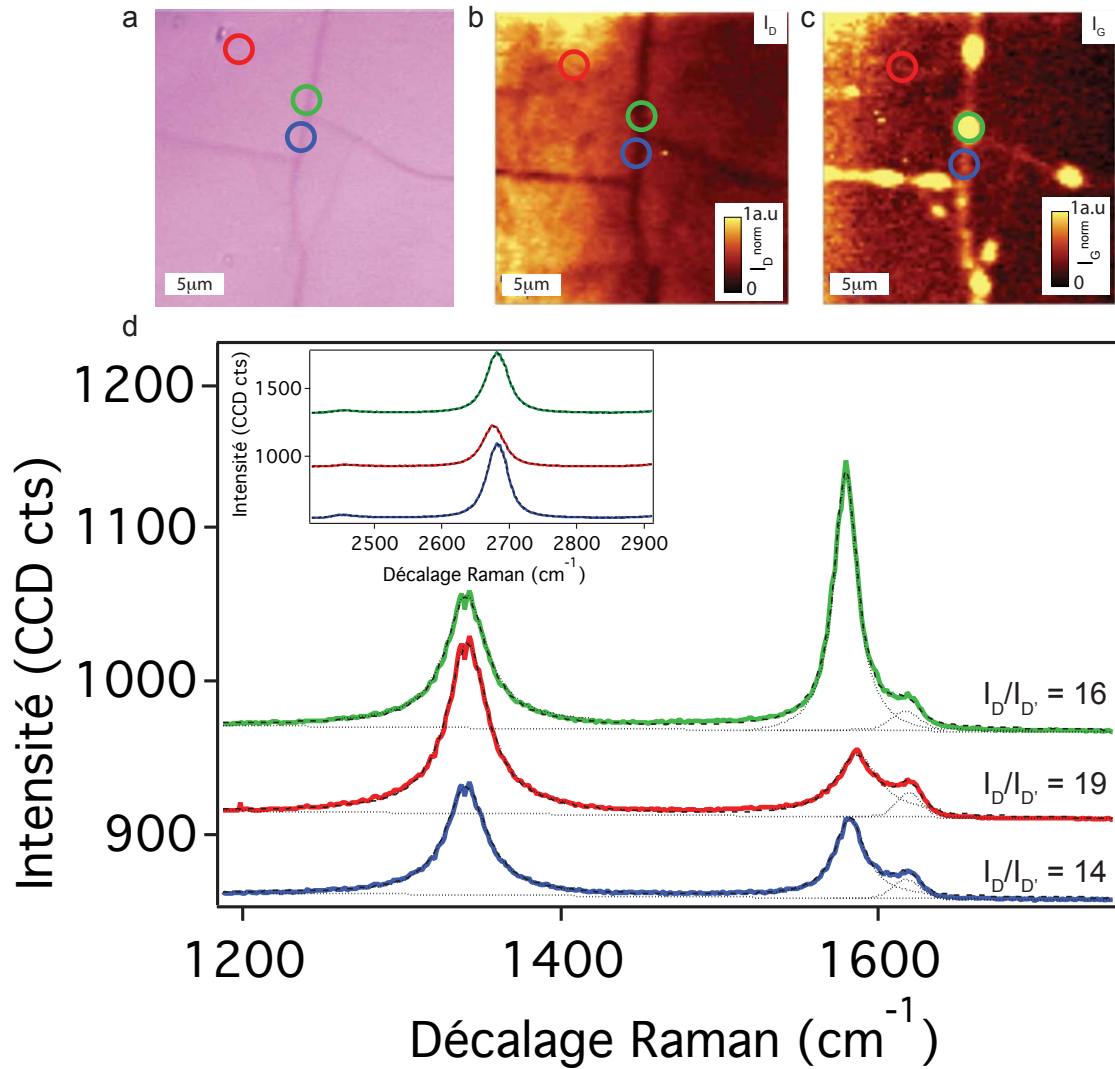 a
5μm
b
I_D
1a.u
I_D^norm
0
5μm
c
I_G
1a.u
I_G^norm
0
5μm
d
Intensité (CCD cts)
1200
1100
1000
900
1200
1400
1600
Décalage Raman (cm⁻¹)
Intensité (CCD cts)
1500
1000
2500
2600
2700
2800
2900
Décalage Raman (cm⁻¹)
I_D/I_D' = 16
I_D/I_D' = 19
I_D/I_D' = 14